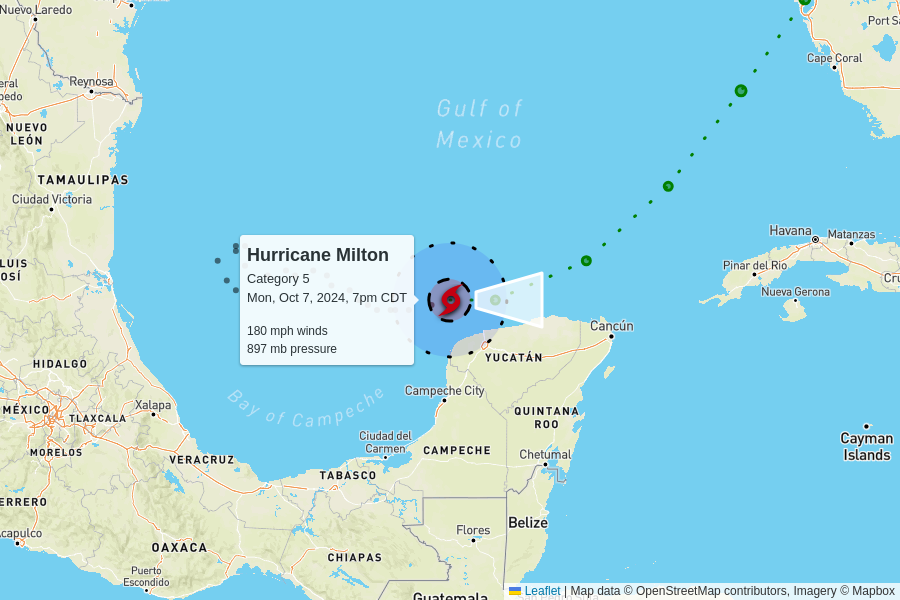 Nuevo Laredo
Port
Cape Coral
Reynosa
Gulf of
Mexico
NUEVO
LEÓN
TAMAULIPAS
Ciudad Victoria
LUIS
OSÍ
Hurricane Milton
Category 5
Mon, Oct 7, 2024, 7pm CDT
180 mph winds
897 mb pressure
Havana
Matanzas
Pinar del Río
Nueva Gerona
Cancún
YUCATÁN
HIDALGO
Bay of Campeche
Campeche City
MÉXICO
Xalapa
TLAXCALA
QUINTANA
ROO
MORELOS
VERACRUZ
Ciudad del
Carmen
CAMPECHE
Chetumal
Cayman
Islands
TABASCO
ERRERO
capulco
OAXACA
Flores
Belize
CHIAPAS
Puerto
Escondido
Guatemala
Leaflet | Map data © OpenStreetMap contributors, Imagery © Mapbox